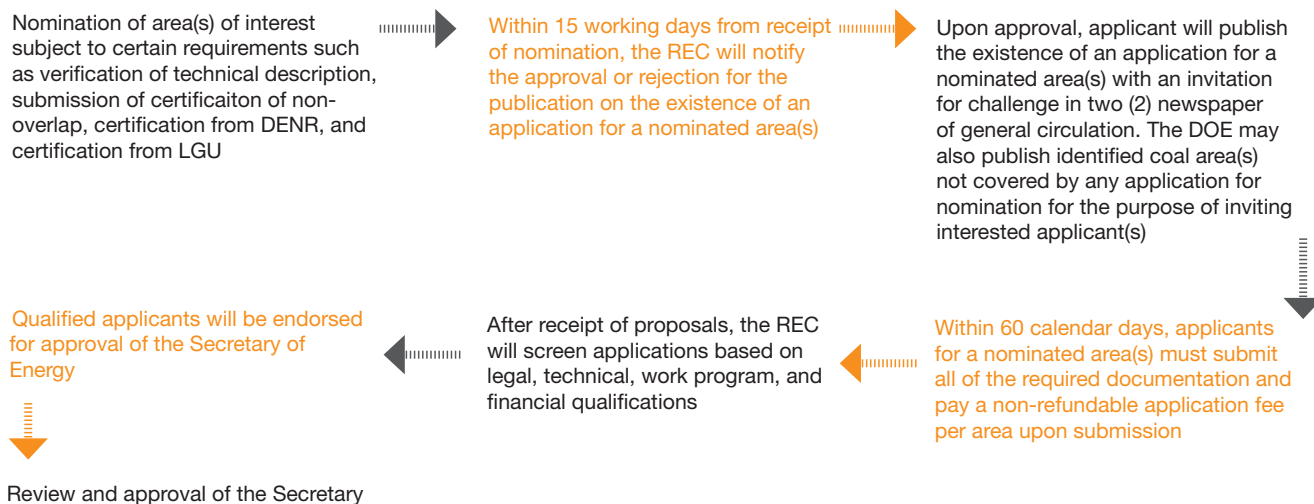 Nomination of area(s) of interest
subject to certain requirements such
as verification of technical description,
submission of certificaiton of non-
overlap, certification from DENR, and
certification from LGU
Within 15 working days from receipt
of nomination, the REC will notify
the approval or rejection for the
publication on the existence of an
application for a nominated area(s)
Upon approval, applicant will publish
the existence of an application for a
nominated area(s) with an invitation
for challenge in two (2) newspaper
of general circulation. The DOE may
also publish identified coal area(s)
not covered by any application for
nomination for the purpose of inviting
interested applicant(s)
Within 60 calendar days, applicants
for a nominated area(s) must submit
all of the required documentation and
pay a non-refundable application fee
per area upon submission
After receipt of proposals, the REC
will screen applications based on
legal, technical, work program, and
financial qualifications
Qualified applicants will be endorsed
for approval of the Secretary of
Energy
Review and approval of the Secretary